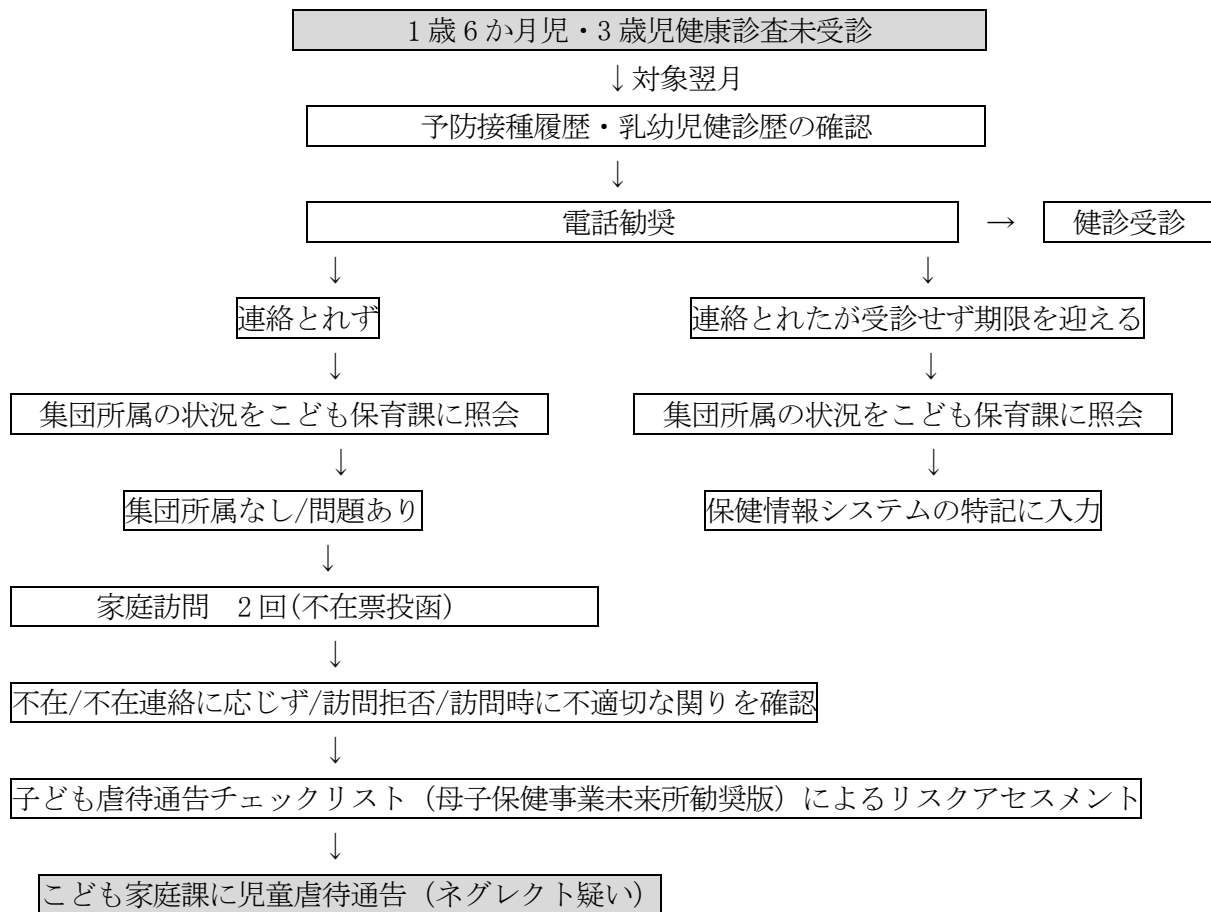 1歳6か月児・3歳児健康診査未受診
↓対象翌月
予防接種履歴・乳幼児健診歴の確認
↓
電話勧奨 → 健診受診
↓ ↓
連絡とれず 連絡とれたが受診せず期限を迎える
↓ ↓
集団所属の状況をこども保育課に照会 集団所属の状況をこども保育課に照会
↓ ↓
集団所属なし/問題あり 保健情報システムの特記に入力
↓
家庭訪問 2回(不在票投函)
↓
不在/不在連絡に応じず/訪問拒否/訪問時に不適切な関りを確認
↓
子ども虐待通告チェックリスト（母子保健事業未来所勧奨版）によるリスクアセスメント
↓
こども家庭課に児童虐待通告（ネグレクト疑い）